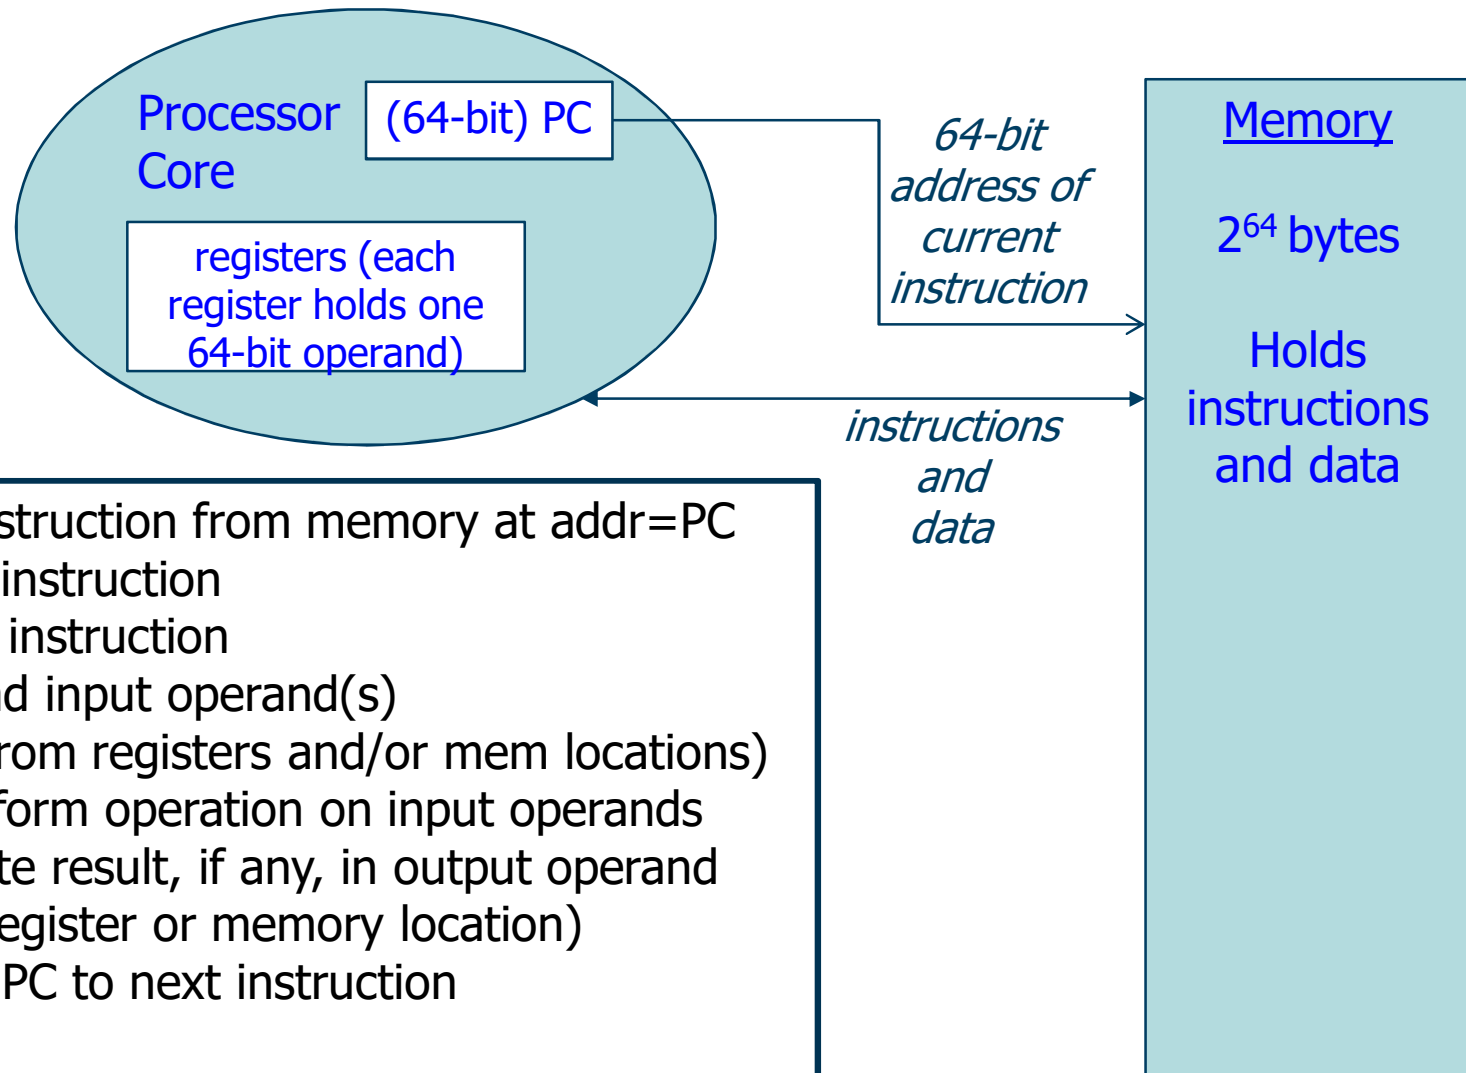 Processor
Core
(64-bit) PC
registers (each
register holds one
64-bit operand)
64-bit
address of
current
instruction
instructions
and
data
Memory
2⁶⁴ bytes
Holds
instructions
and data
struction from memory at addr=PC
instruction
instruction
d input operand(s)
rom registers and/or mem locations)
form operation on input operands
te result, if any, in output operand
egister or memory location)
PC to next instruction